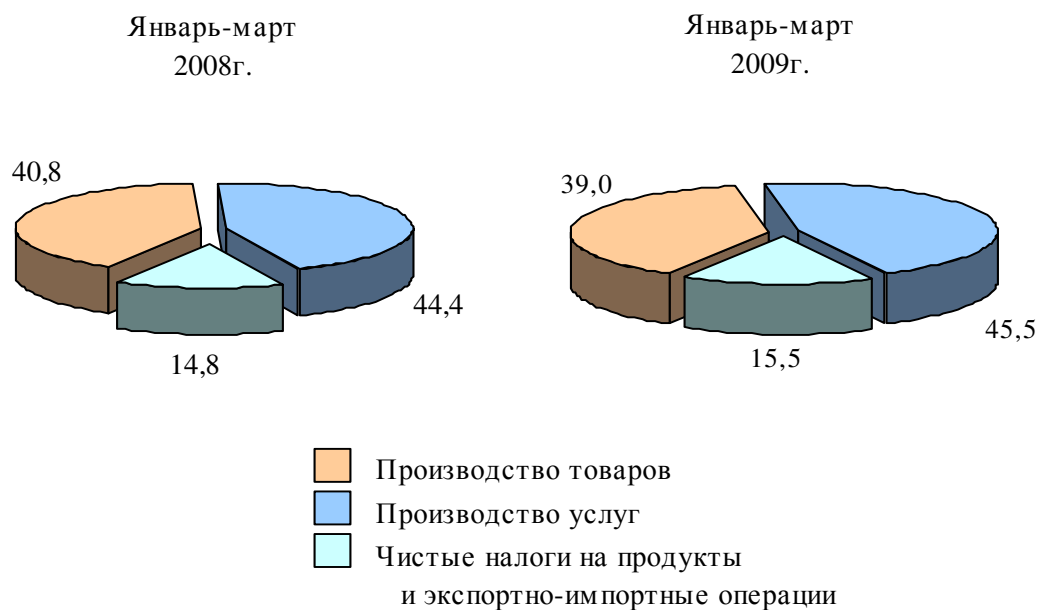 Январь-март
2008г.
Январь-март
2009г.
40,8
44,4
14,8
39,0
45,5
15,5
Производство товаров
Производство услуг
Чистые налоги на продукты
и экспортно-импортные операции